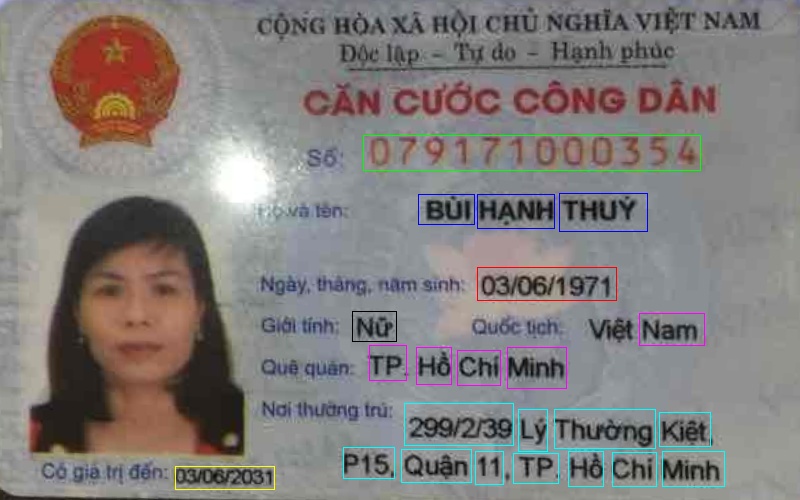 CỘNG HÒA XÃ HỘI CHỦ NGHĨA VIỆT NAM
Độc lập - Tự do - Hạnh phúc
CĂN CƯỚC CÔNG DÂN
Số: 079171000354
Họ và tên: BÙI HẠNH THUỲ
Ngày, tháng, năm sinh: 03/06/1971
Giới tính: Nữ Quốc tịch: Việt Nam
Quê quán: TP. Hồ Chí Minh
Nơi thường trú: 299/2/39 Lý Thường Kiệt,
P15, Quận 11, TP. Hồ Chí Minh
Có giá trị đến: 03/06/2031